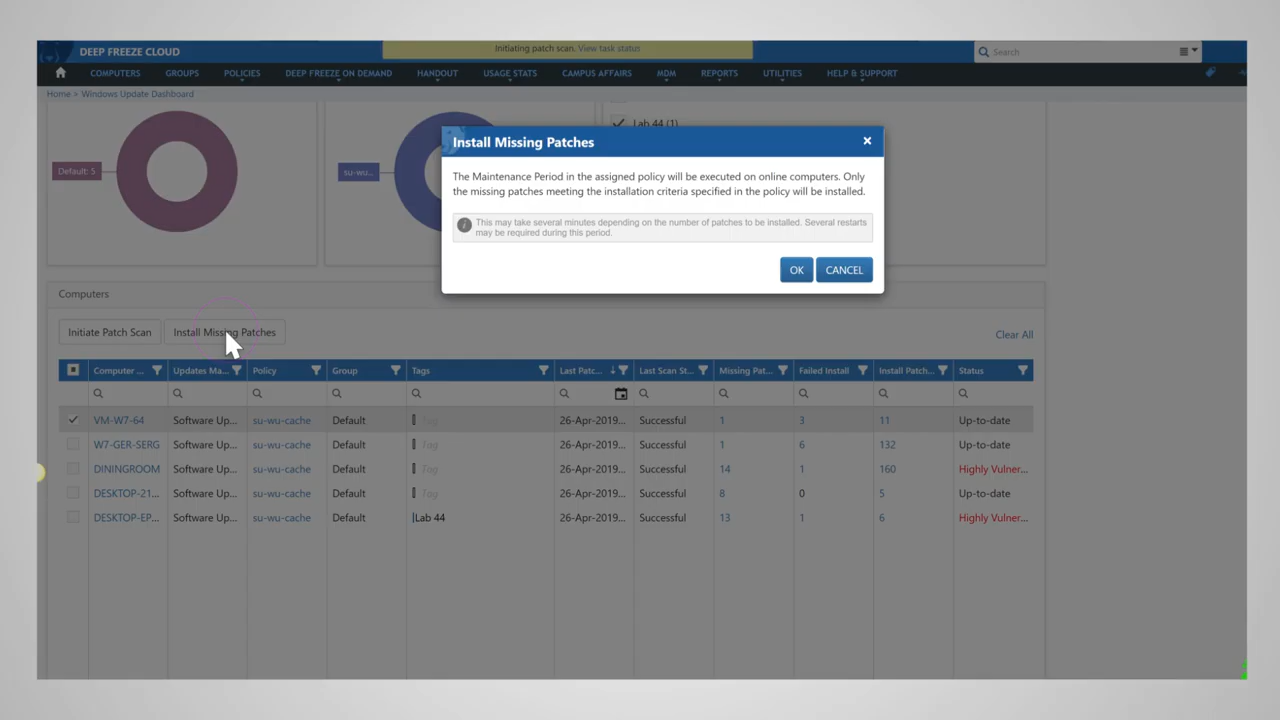 DEEP FREEZE CLOUD
Initiating patch scan. View task status
Search
COMPUTERS GROUPS POLICIES DEEP FREEZE ON DEMAND HANDOUT USAGE STATS CAMPUS AFFAIRS MDM REPORTS UTILITIES HELP & SUPPORT
Home » Windows Update Dashboard
Lab 44 (1)
Default: 5
su-wu...
Install Missing Patches
The Maintenance Period in the assigned policy will be executed on online computers. Only
the missing patches meeting the installation criteria specified in the policy will be installed.
This may take several minutes depending on the number of patches to be installed. Several restarts
may be required during this period.
OK CANCEL
Computers
Initiate Patch Scan Install Missing Patches Clear All
Computer ... Updates Ma... Policy Group Tags Last Patc... Last Scan St... Missing Pat... Failed Install Install Patch... Status
VM-W7-64 Software Up... su-wu-cache Default Tag 26-Apr-2019... Successful 1 3 11 Up-to-date
W7-GER-SERG Software Up... su-wu-cache Default Tag 26-Apr-2019... Successful 1 6 132 Up-to-date
DININGROOM Software Up... su-wu-cache Default Tag 26-Apr-2019... Successful 14 1 160 Highly Vulner...
DESKTOP-21... Software Up... su-wu-cache Default Tag 26-Apr-2019... Successful 8 0 5 Up-to-date
DESKTOP-EP... Software Up... su-wu-cache Default Lab 44 26-Apr-2019... Successful 13 1 6 Highly Vulner...